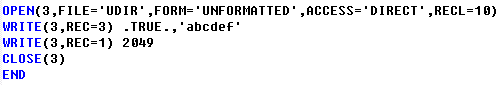 OPEN(3,FILE='UDIR',FORM='UNFORMATTED',ACCESS='DIRECT',RECL=10)
WRITE(3,REC=3) .TRUE.,'abcdef'
WRITE(3,REC=1) 2049
CLOSE(3)
END